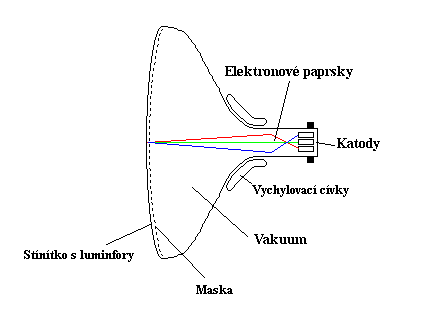 Elektronové paprsky
Katody
Vychylovací cívky
Vakuum
Stínítko s luminfory
Maska